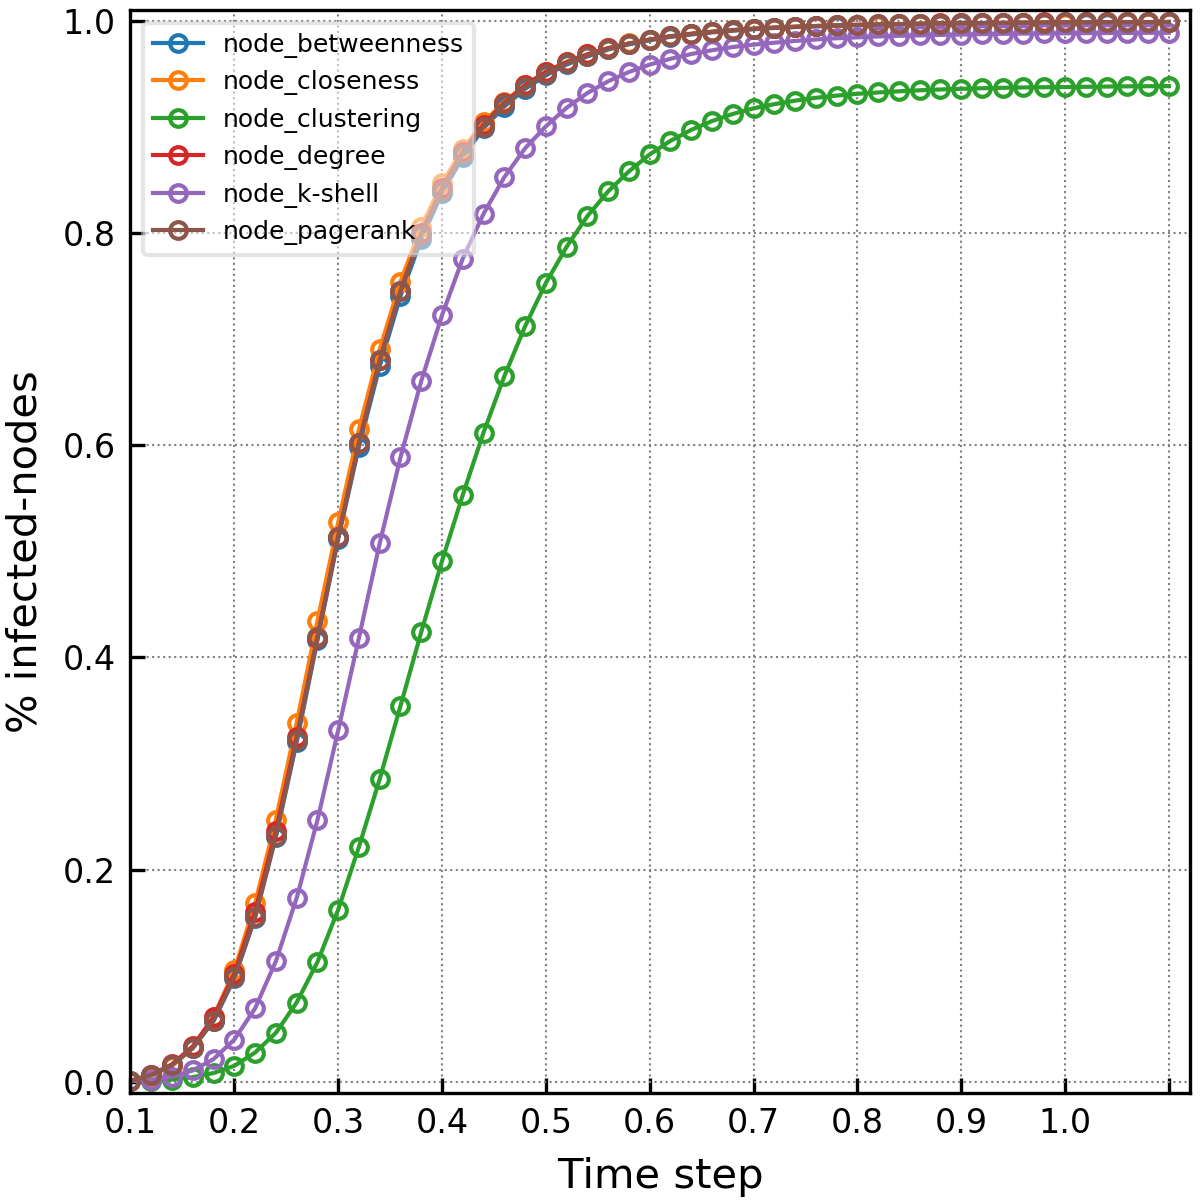 node_betweenness
node_closeness
node_clustering
node_degree
node_k-shell
node_pagerank
% infected-nodes
1.0
0.8
0.6
0.4
0.2
0.0
0.1 0.2 0.3 0.4 0.5 0.6 0.7 0.8 0.9 1.0
Time step